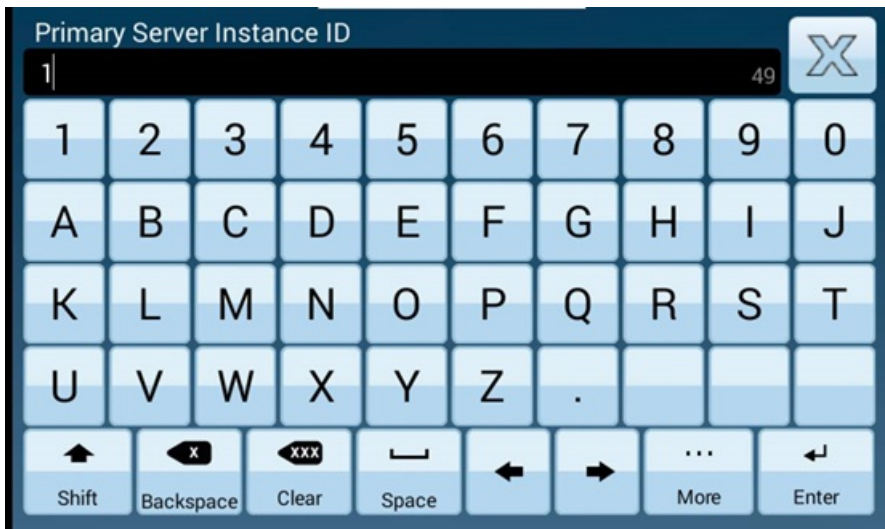 Primary Server Instance ID
X
1
49
1 2 3 4 5 6 7 8 9 0
A B C D E F G H I J
K L M N O P Q R S T
U V W X Y Z .
X XXX ...
Shift Backspace Clear Space More Enter